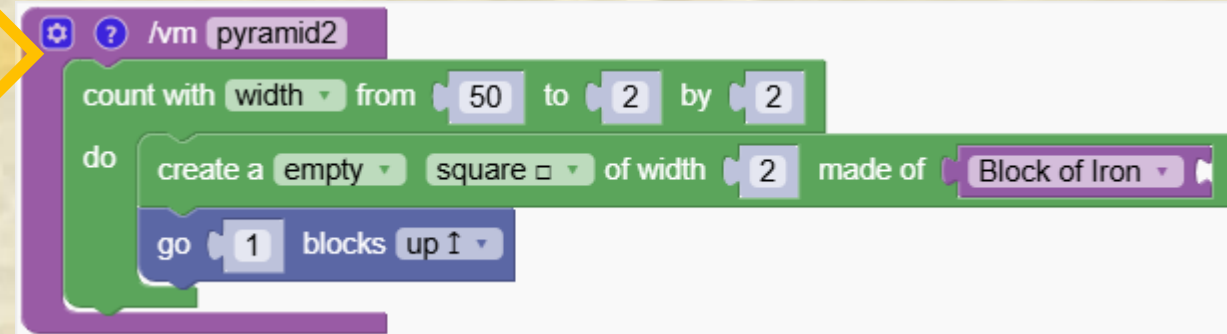 ? /vm pyramid2
count with width from 50 to 2 by 2
do create a empty square □ of width 2 made of Block of Iron
go 1 blocks up ↥